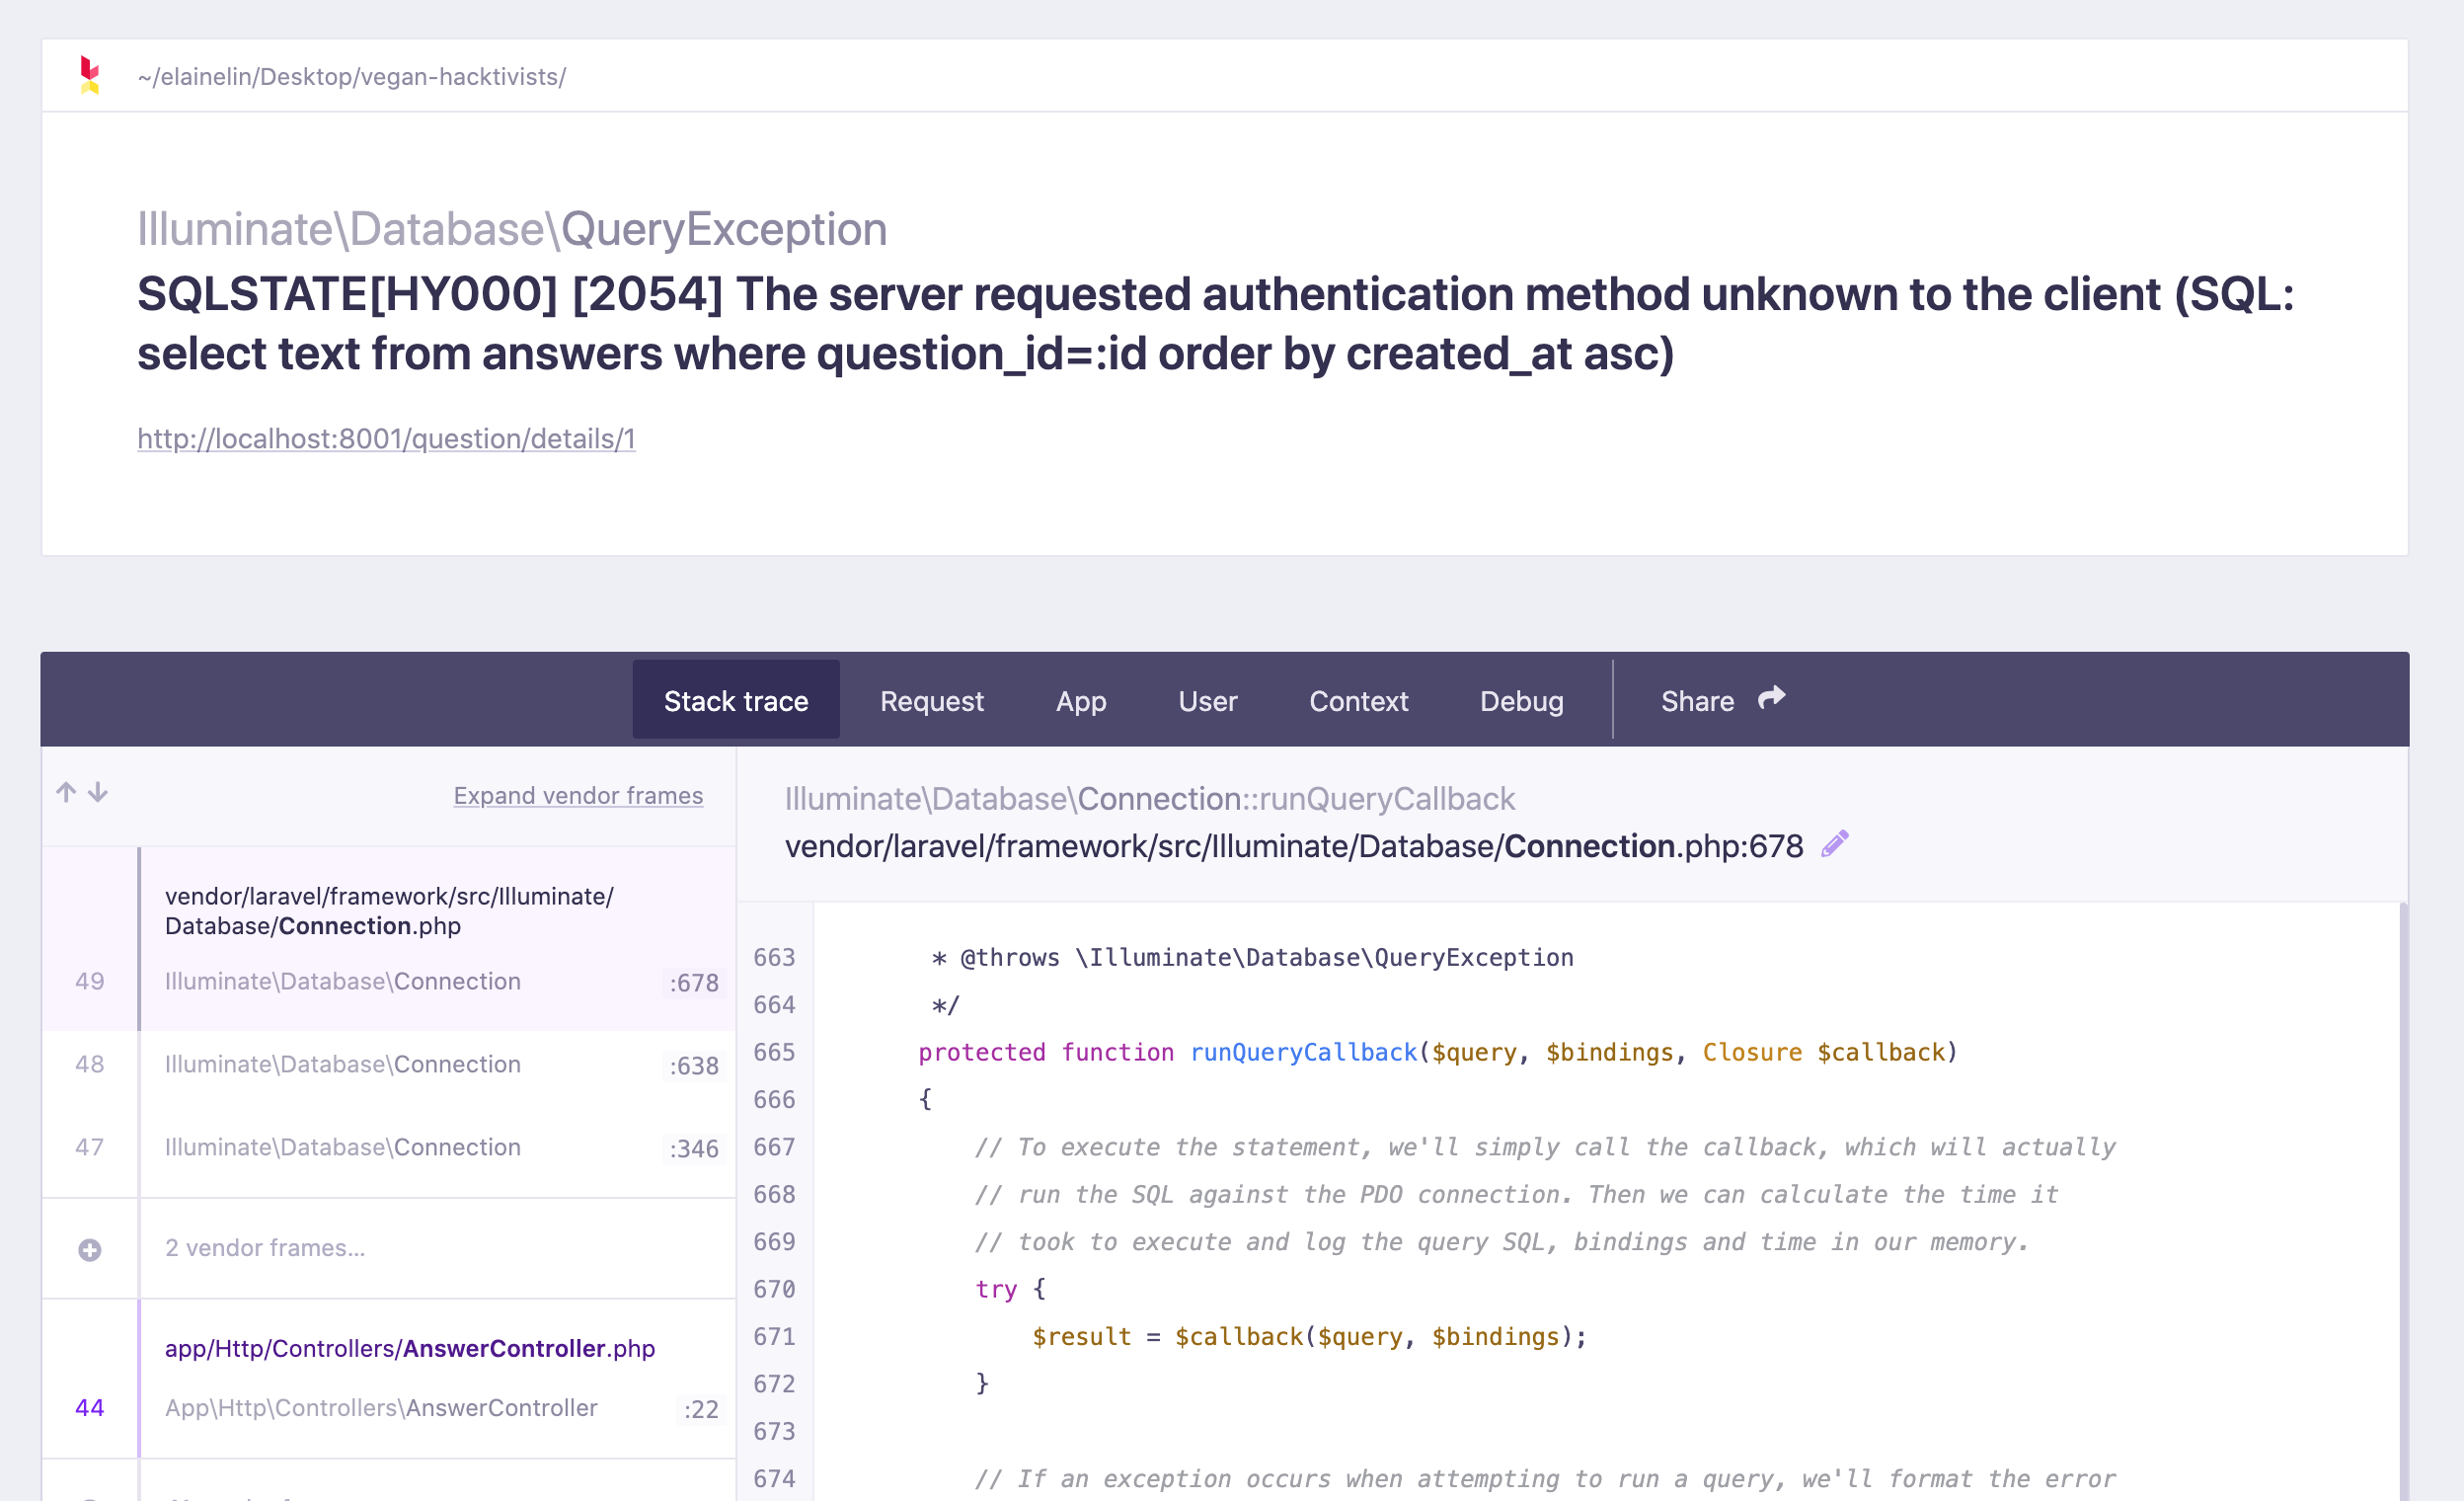 ~/elainelin/Desktop/vegan-hacktivists/
Illuminate\Database\QueryException
SQLSTATE[HY000] [2054] The server requested authentication method unknown to the client (SQL:
select text from answers where question_id=:id order by created_at asc)
http://localhost:8001/question/details/1
Stack trace
Request
App
User
Context
Debug
Share
Expand vendor frames
vendor/laravel/framework/src/Illuminate/
Database/Connection.php
49 Illuminate\Database\Connection :678
48 Illuminate\Database\Connection :638
47 Illuminate\Database\Connection :346
2 vendor frames…
app/Http/Controllers/AnswerController.php
44 App\Http\Controllers\AnswerController :22
Illuminate\Database\Connection::runQueryCallback
vendor/laravel/framework/src/Illuminate/Database/Connection.php:678
663 * @throws \Illuminate\Database\QueryException
664 */
665 protected function runQueryCallback($query, $bindings, Closure $callback)
666 {
667 // To execute the statement, we'll simply call the callback, which will actually
668 // run the SQL against the PDO connection. Then we can calculate the time it
669 // took to execute and log the query SQL, bindings and time in our memory.
670 try {
671 $result = $callback($query, $bindings);
672 }
673
674 // If an exception occurs when attempting to run a query, we'll format the error